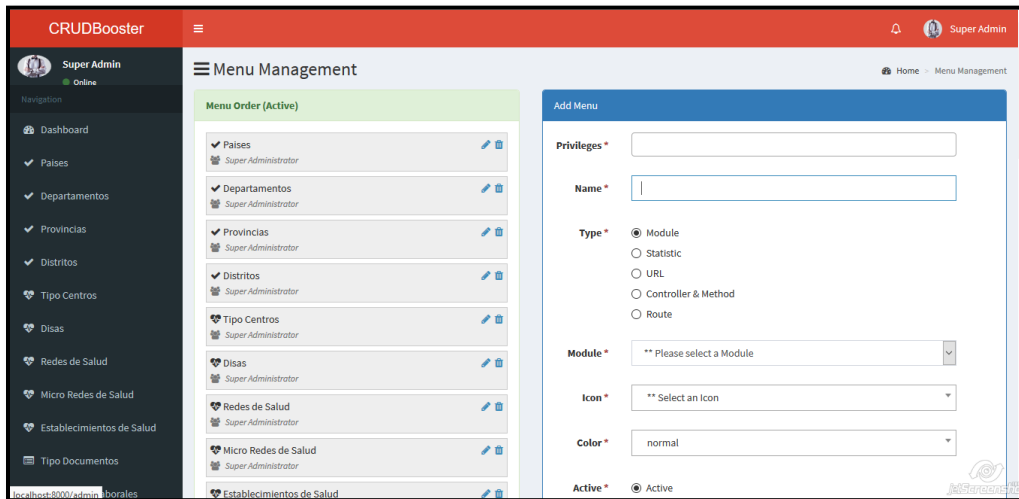 CRUDBooster
Super Admin
Super Admin
Online
Navigation
Dashboard
Paises
Departamentos
Provincias
Distritos
Tipo Centros
Disas
Redes de Salud
Micro Redes de Salud
Establecimientos de Salud
Tipo Documentos
localhost:8000/admin
Menu Management
Home > Menu Management
Menu Order (Active)
Paises
Super Administrator
Departamentos
Super Administrator
Provincias
Super Administrator
Distritos
Super Administrator
Tipo Centros
Super Administrator
Disas
Super Administrator
Redes de Salud
Super Administrator
Micro Redes de Salud
Super Administrator
Establecimientos de Salud
Add Menu
Privileges *
Name *
Type *
Module
Statistic
URL
Controller & Method
Route
Module *
** Please select a Module
Icon *
** Select an Icon
Color *
normal
Active *
Active